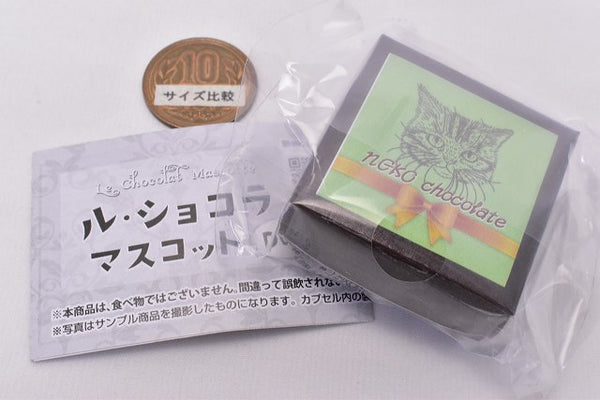 10
サイズ比較
neko chocolate
Le Chocolat
ル・ショコラ
マスコット
※本商品は、食べ物ではございません。間違って誤飲されない
※写真はサンプル商品を撮影したものになります。カプセル内の